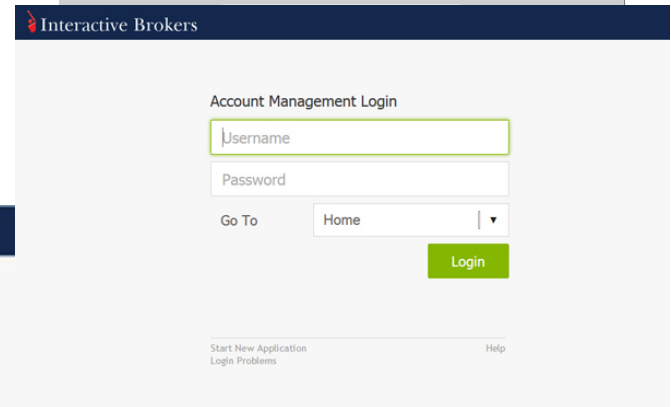 Interactive Brokers
Account Management Login
Username
Password
Go To Home
Login
Start New Application Help
Login Problems